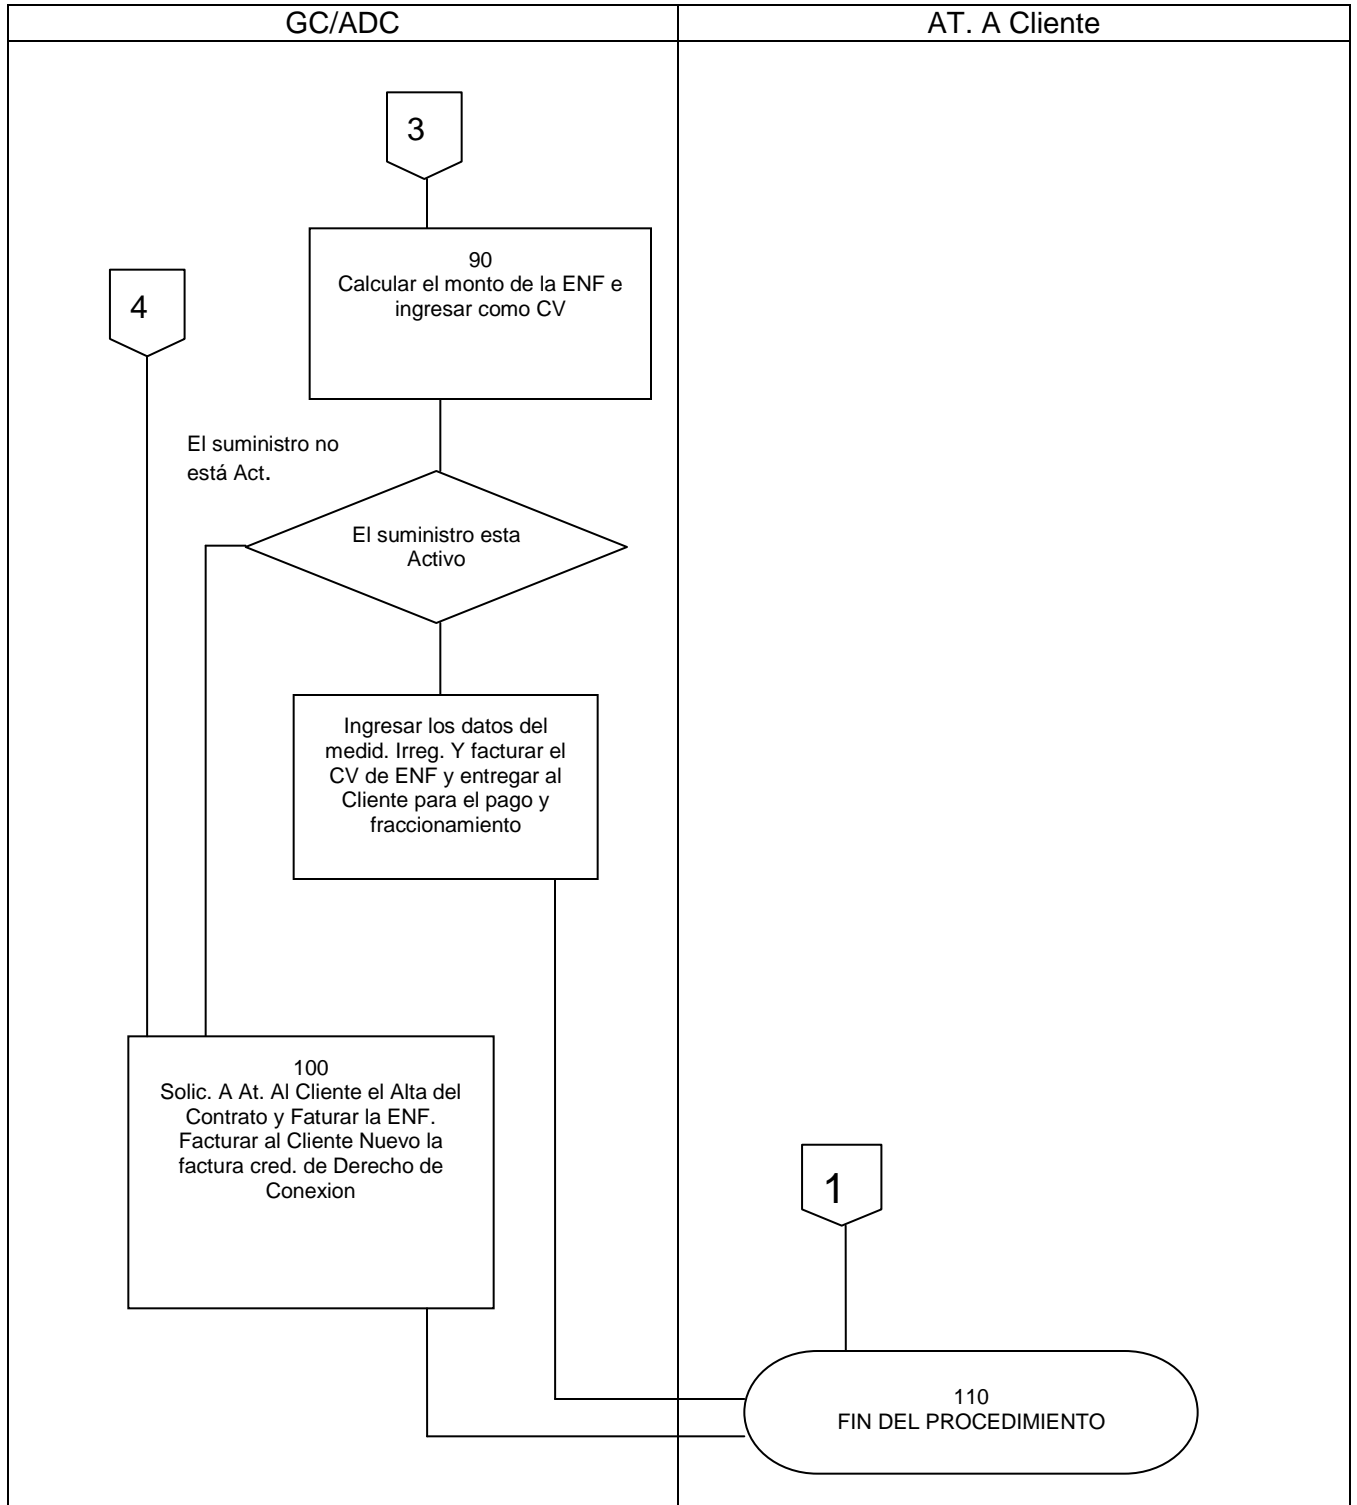 GC/ADC
AT. A Cliente
3
90
Calcular el monto de la ENF e
ingresar como CV
4
El suministro no
está Act.
El suministro esta
Activo
Ingresar los datos del
medid. Irreg. Y facturar el
CV de ENF y entregar al
Cliente para el pago y
fraccionamiento
100
Solic. A At. Al Cliente el Alta del
Contrato y Faturar la ENF.
Facturar al Cliente Nuevo la
factura cred. de Derecho de
Conexion
1
110
FIN DEL PROCEDIMIENTO